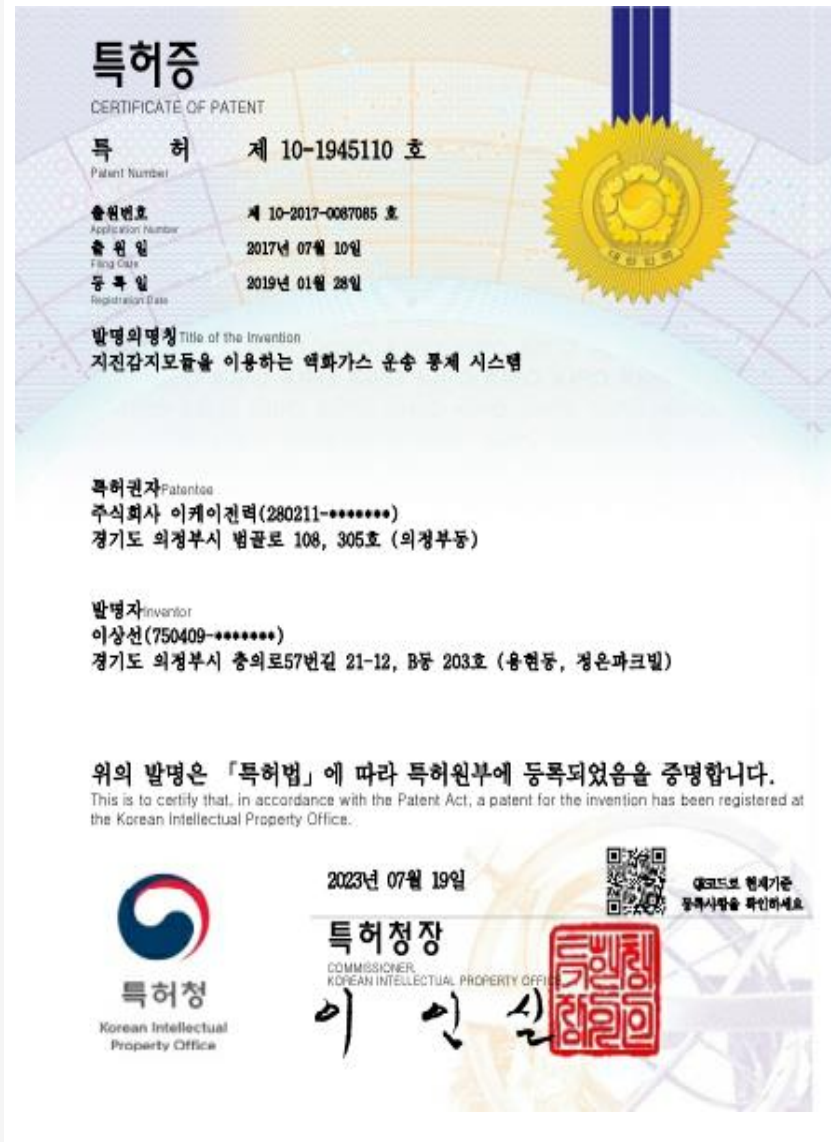 특허증
CERTIFICATE OF PATENT
특 허 제 10-1945110 호
Patent Number
출원번호 제 10-2017-0087085 호
Application Number
출 원 일 2017년 07월 10일
Filing Date
등 록 일 2019년 01월 28일
Registration Date
발명의명칭 Title of the Invention
지진감지모듈을 이용하는 액화가스 운송 통제 시스템
특허권자 Patentee
주식회사 이케이전력(280211-*******)
경기도 의정부시 범골로 108, 305호 (의정부동)
발명자 Inventor
이상선(750409-*******)
경기도 의정부시 충의로57번길 21-12, B동 203호 (용현동, 정은파크빌)
위의 발명은 「특허법」에 따라 특허원부에 등록되었음을 증명합니다.
This is to certify that, in accordance with the Patent Act, a patent for the invention has been registered at
the Korean Intellectual Property Office.
2023년 07월 19일
QR코드로 현재기준
등록사항을 확인하세요
특허청장
COMMISSIONER,
KOREAN INTELLECTUAL PROPERTY OFFICE
이 인 실
특허청
Korean Intellectual
Property Office